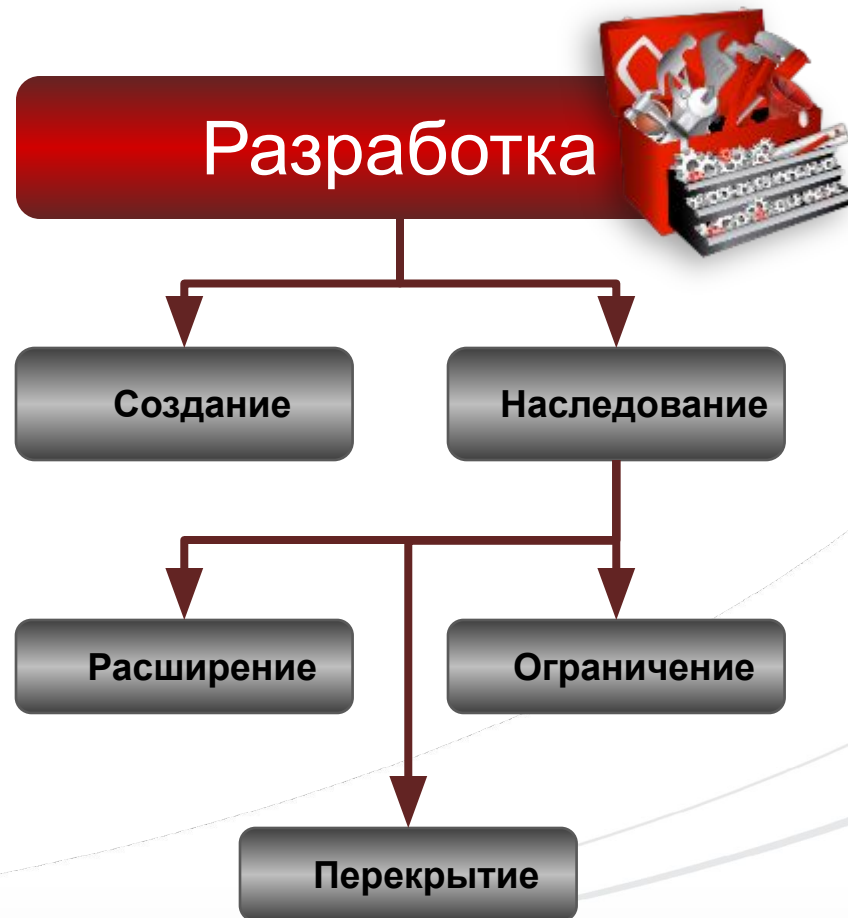 Разработка
Создание
Наследование
Расширение
Ограничение
Перекрытие